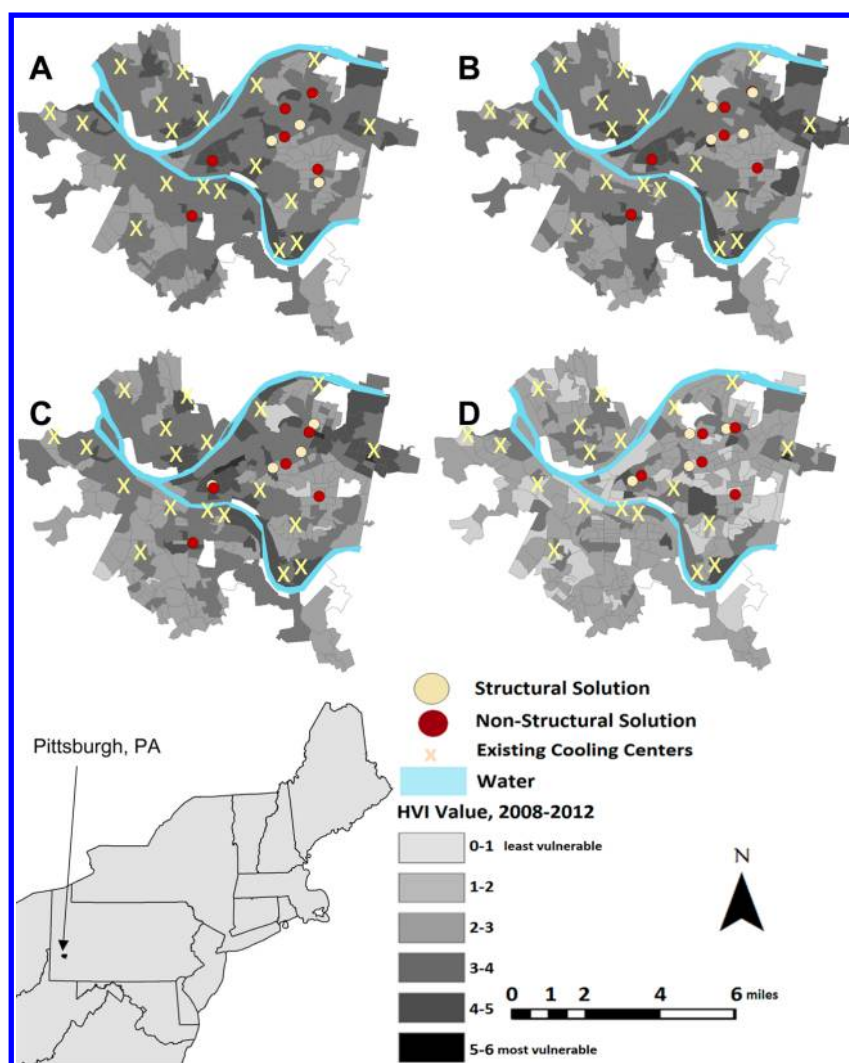 A
B
C
D
Structural Solution
Non-Structural Solution
X Existing Cooling Centers
Water
HVI Value, 2008-2012
0-1 least vulnerable
1-2
2-3
3-4
4-5
5-6 most vulnerable
Pittsburgh, PA
N
0 1 2 4 6 miles